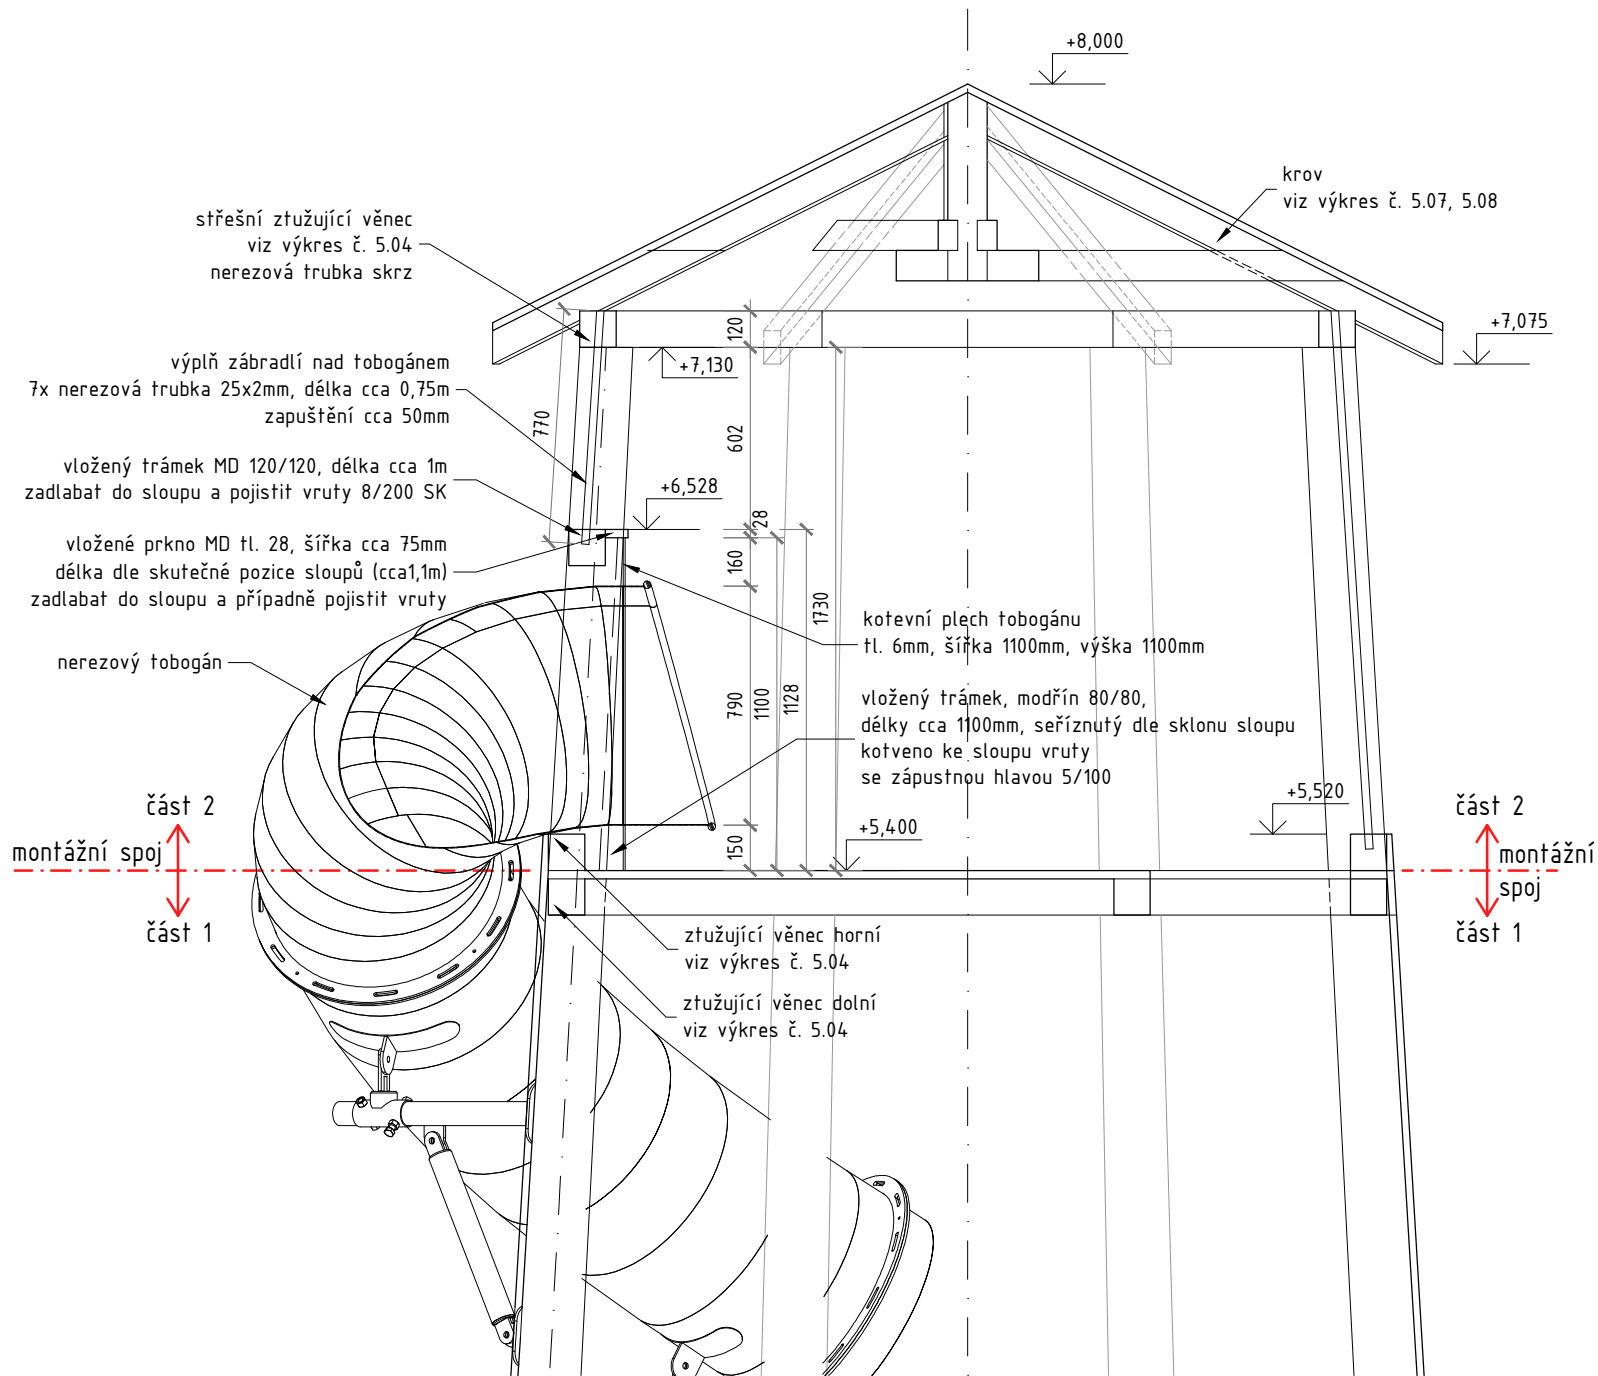 +8,000
krov
viz výkres č. 5.07, 5.08
střešní ztužující věnec
viz výkres č. 5.04
nerezová trubka skrz
+7,075
120
+7,130
výplň zábradlí nad tobogánem
7x nerezová trubka 25x2mm, délka cca 0,75m
zapuštění cca 50mm
770
602
vložený trámek MD 120/120, délka cca 1m
zadlabat do sloupu a pojistit vruty 8/200 SK
+6,528
28
vložené prkno MD tl. 28, šířka cca 75mm
délka dle skutečné pozice sloupů (cca1,1m)
zadlabat do sloupu a případně pojistit vruty
160
1730
kotevní plech tobogánu
tl. 6mm, šířka 1100mm, výška 1100mm
nerezový tobogán
790
1100
1128
vložený trámek, modřín 80/80,
délky cca 1100mm, seříznutý dle sklonu sloupu
kotveno ke sloupu vruty
se zápustnou hlavou 5/100
+5,520
+5,400
150
část 2
montážní spoj
část 1
část 2
montážní
spoj
část 1
ztužující věnec horní
viz výkres č. 5.04
ztužující věnec dolní
viz výkres č. 5.04